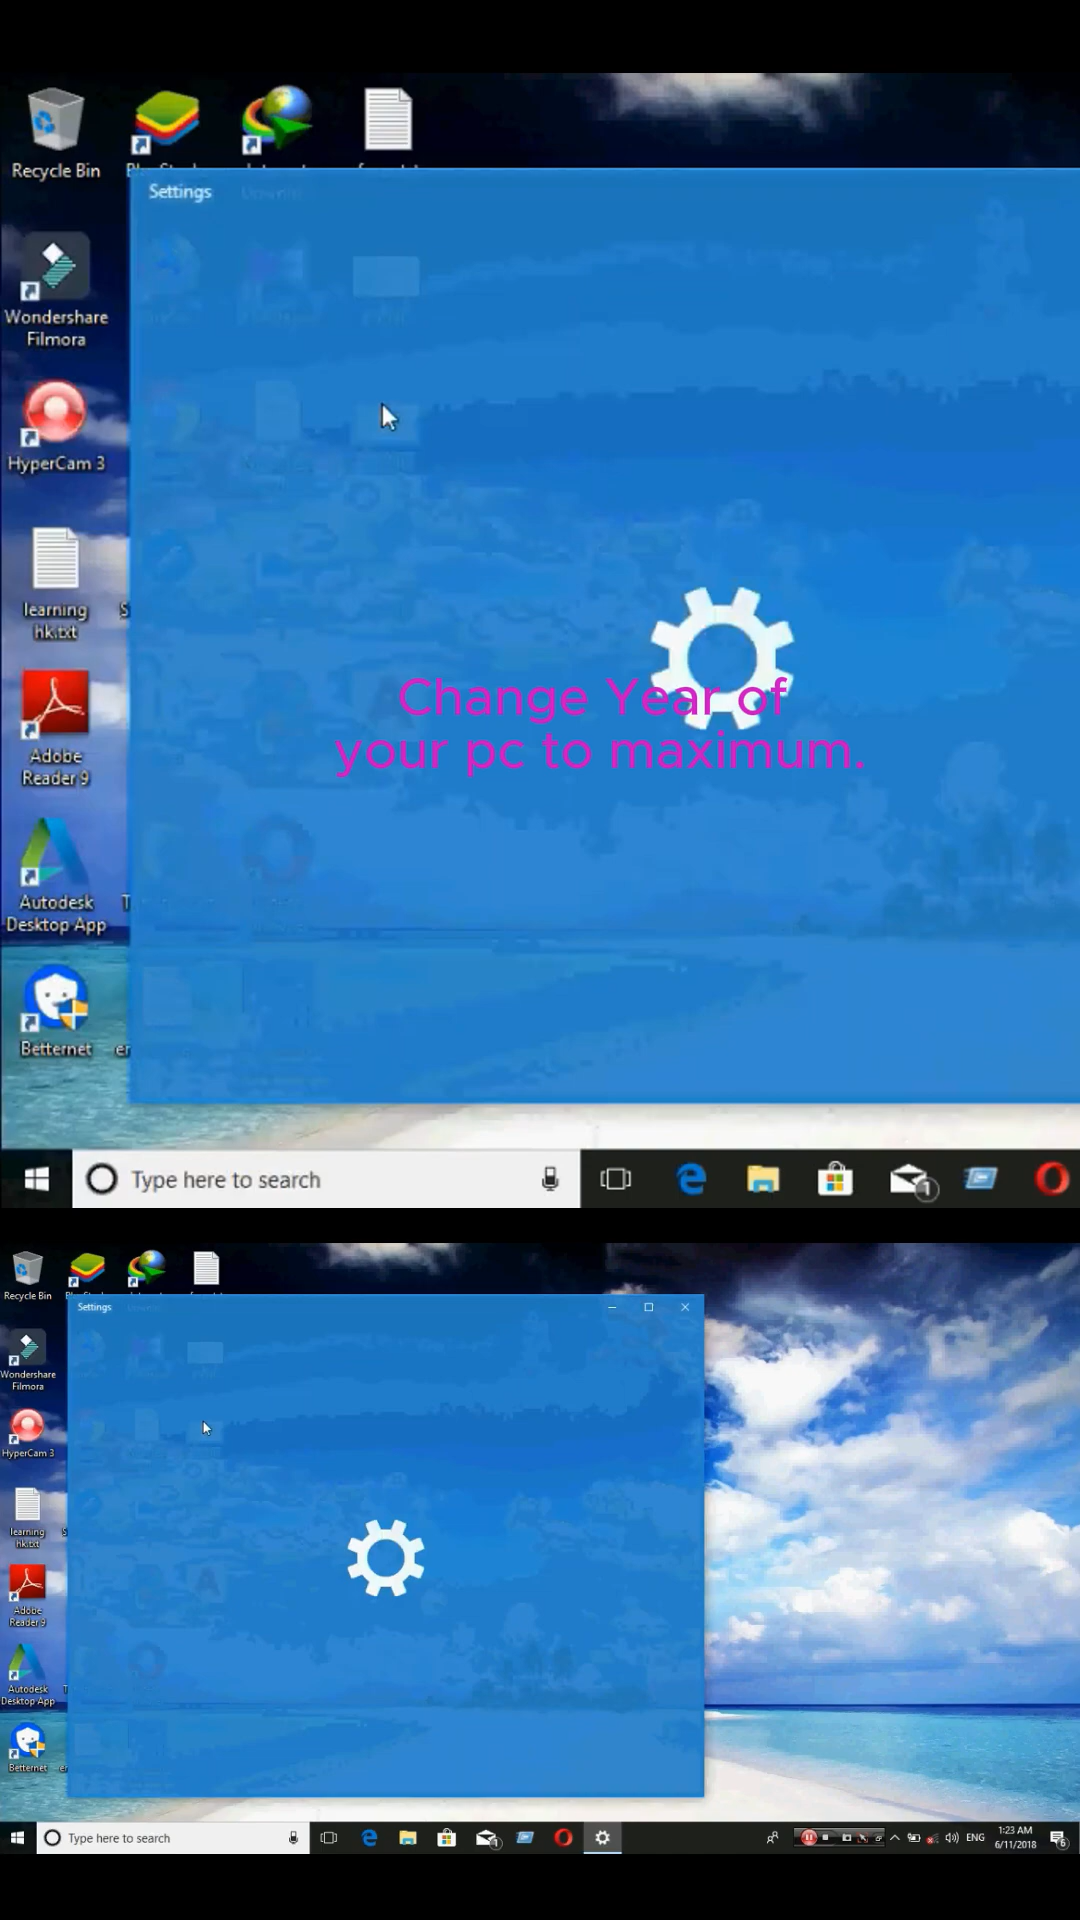 Recycle Bin
Settings
Wondershare
Filmora
HyperCam 3
learning
hk.txt
Change Year of
your pc to maximum.
Adobe
Reader 9
Autodesk
Desktop App
Betternet
Type here to search
1
Recycle Bin
Settings
Wondershare
Filmora
HyperCam 3
learning
hk.txt
Adobe
Reader 9
Autodesk
Desktop App
Betternet
Type here to search
ENG
1:23 AM
6/11/2018